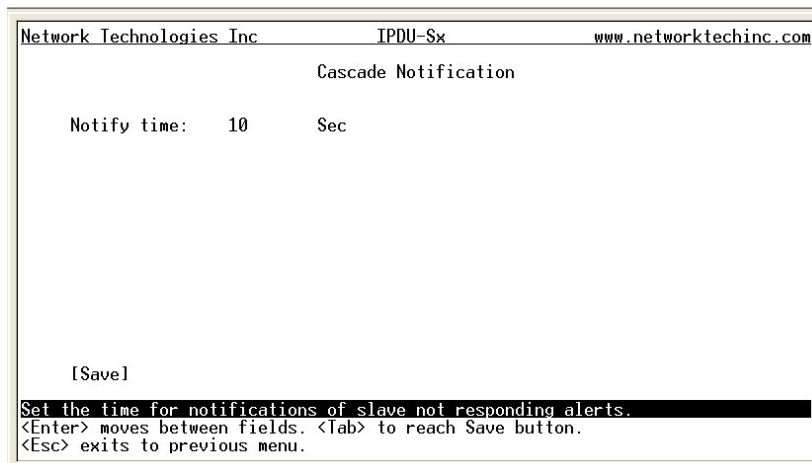 Network Technologies Inc IPDU-Sx www.networktechinc.com
Cascade Notification
Notify time: 10 Sec
[Save]
Set the time for notifications of slave not responding alerts.
<Enter> moves between fields. <Tab> to reach Save button.
<Esc> exits to previous menu.